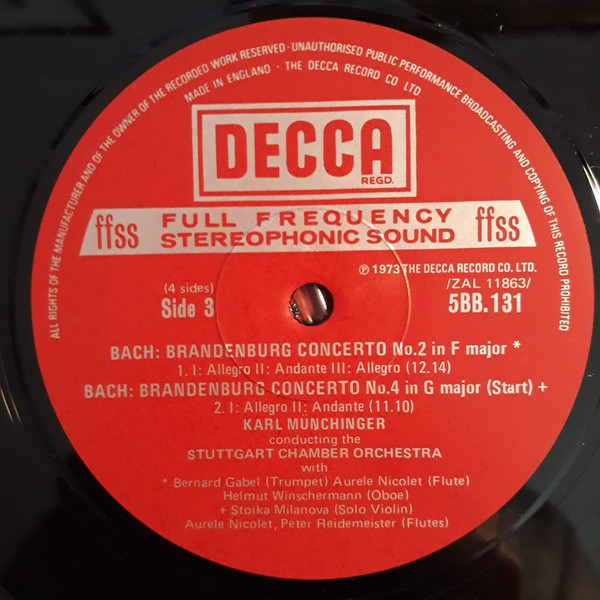 ALL RIGHTS OF THE MANUFACTURER AND OF THE OWNER OF THE RECORDED WORK RESERVED · UNAUTHORISED PUBLIC PERFORMANCE BROADCASTING AND COPYING OF THIS RECORD PROHIBITED
MADE IN ENGLAND · THE DECCA RECORD CO LTD
DECCA
REGD.
ffss FULL FREQUENCY ffss
STEREOPHONIC SOUND
℗ 1973 THE DECCA RECORD CO. LTD.
(4 sides) /ZAL 11863/
Side 3 5BB.131
BACH: BRANDENBURG CONCERTO No.2 in F major *
1. I: Allegro II: Andante III: Allegro (12.14)
BACH: BRANDENBURG CONCERTO No.4 in G major (Start) +
2. I: Allegro II: Andante (11.10)
KARL MÜNCHINGER
conducting the
STUTTGART CHAMBER ORCHESTRA
with
* Bernard Gabel (Trumpet) Aurele Nicolet (Flute)
Helmut Winschermann (Oboe)
+ Stoika Milanova (Solo Violin)
Aurele Nicolet, Peter Reidemeister (Flutes)